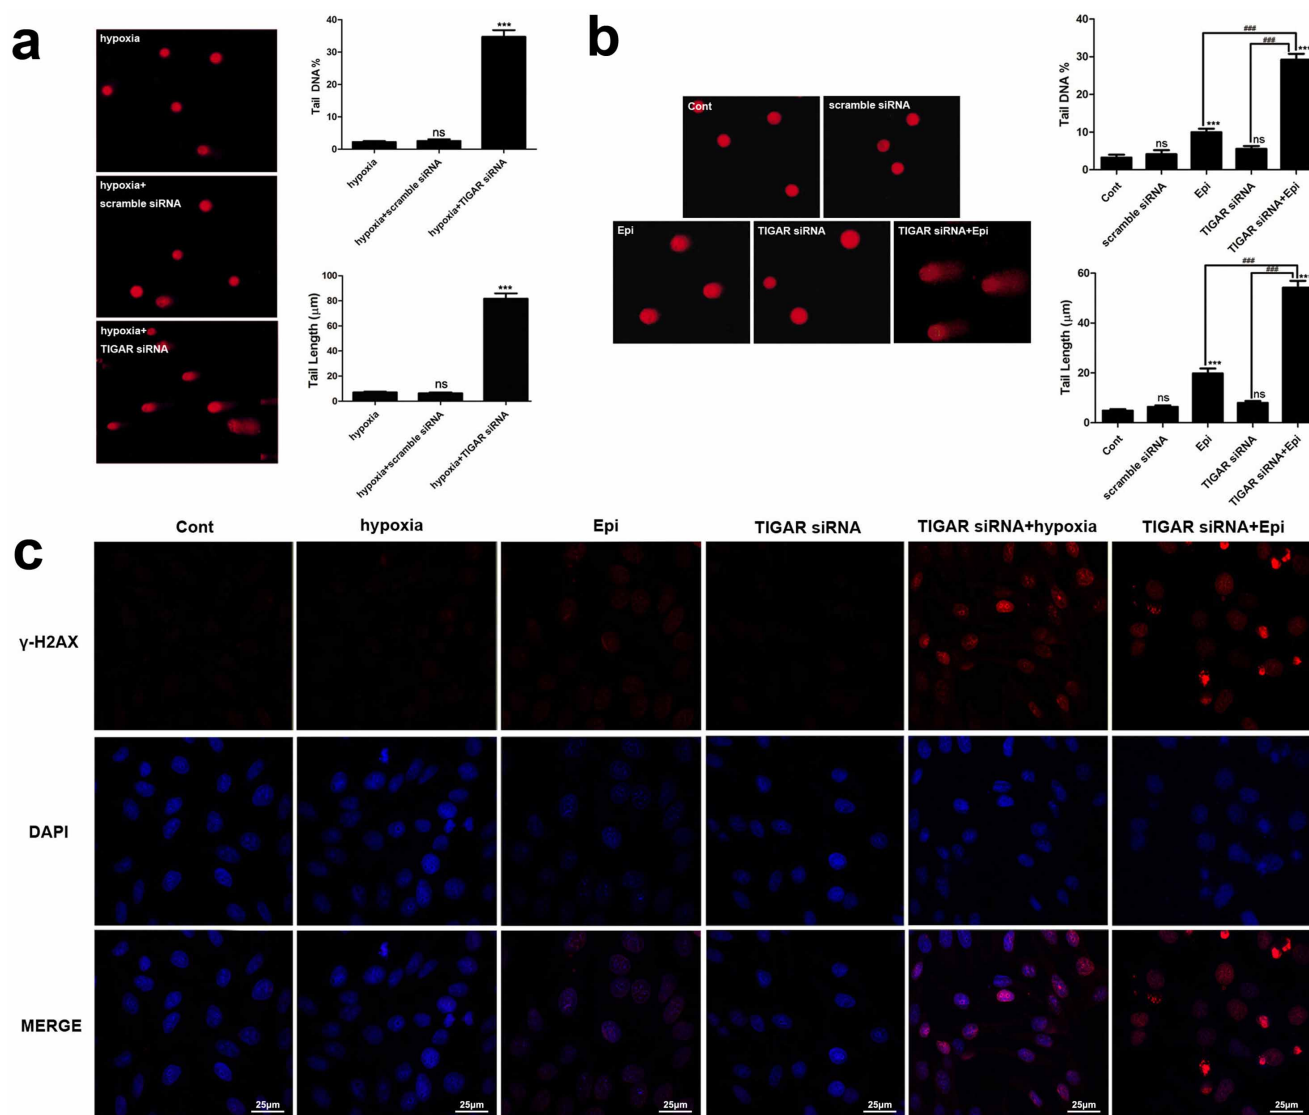 a
hypoxia
hypoxia+
scramble siRNA
hypoxia+
TIGAR siRNA
Tail DNA %
40
30
20
10
0
ns
***
hypoxia
hypoxia+scramble siRNA
hypoxia+TIGAR siRNA
Tail Length (μm)
100
80
60
40
20
0
ns
***
hypoxia
hypoxia+scramble siRNA
hypoxia+TIGAR siRNA
b
Cont
scramble siRNA
Epi
TIGAR siRNA
TIGAR siRNA+Epi
Tail DNA %
40
30
20
10
0
###
###
ns
***
ns
***
Cont
scramble siRNA
Epi
TIGAR siRNA
TIGAR siRNA+Epi
Tail Length (μm)
60
40
20
0
###
###
ns
***
ns
***
Cont
scramble siRNA
Epi
TIGAR siRNA
TIGAR siRNA+Epi
c
Cont
hypoxia
Epi
TIGAR siRNA
TIGAR siRNA+hypoxia
TIGAR siRNA+Epi
γ-H2AX
DAPI
MERGE
25μm
25μm
25μm
25μm
25μm
25μm